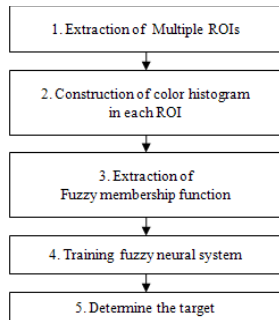 1. Extraction of Multiple ROIs
2. Construction of color histogram
in each ROI
3. Extraction of
Fuzzy membership function
4. Training fuzzy neural system
5. Determine the target